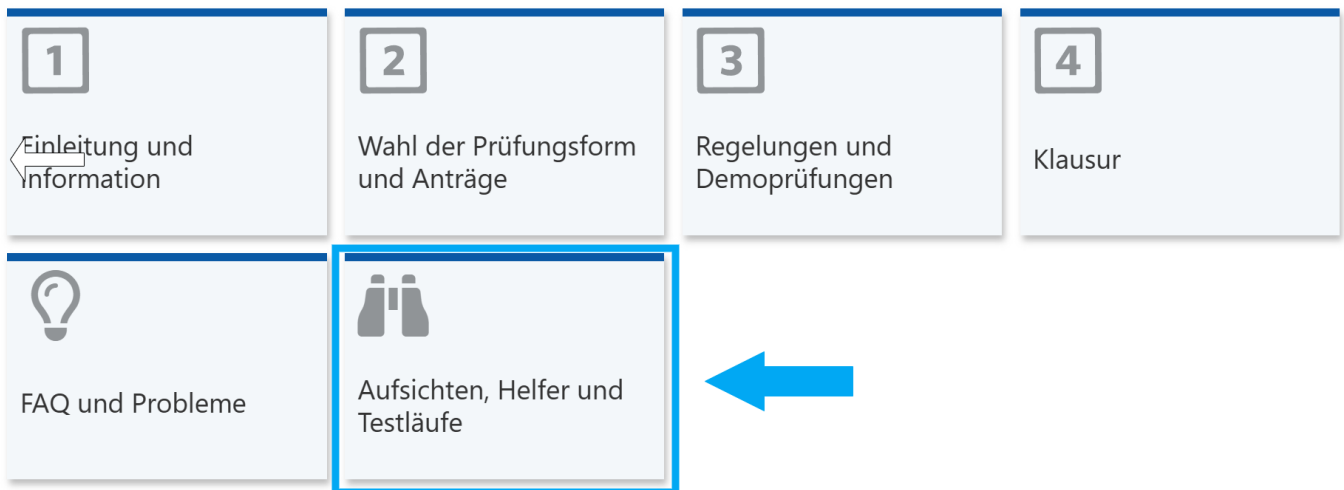 1
2
3
4
Einleitung und
Information
Wahl der Prüfungsform
und Anträge
Regelungen und
Demoprüfungen
Klausur
FAQ und Probleme
Aufsichten, Helfer und
Testläufe